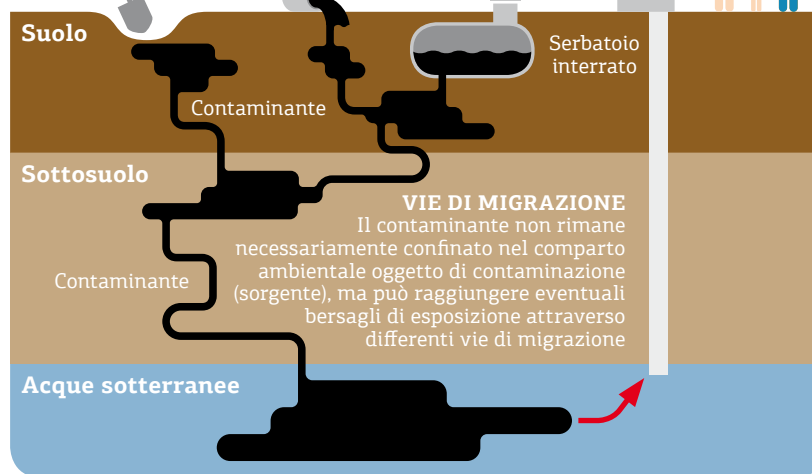 Suolo
Serbatoio
interrato
Contaminante
Sottosuolo
VIE DI MIGRAZIONE
Il contaminante non rimane
necessariamente confinato nel comparto
ambientale oggetto di contaminazione
(sorgente), ma può raggiungere eventuali
bersagli di esposizione attraverso
differenti vie di migrazione
Contaminante
Acque sotterranee